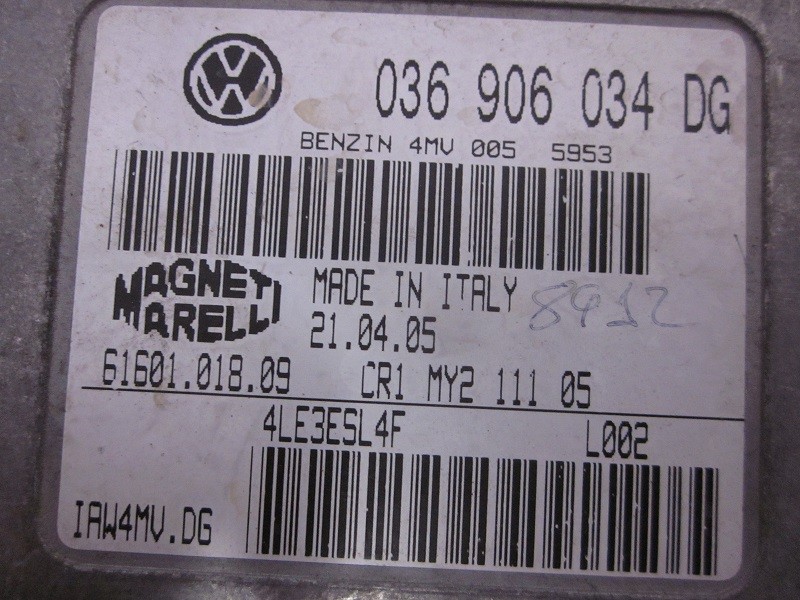 036 906 034 DG
BENZIN 4MV 005 5953
MAGNETI
MARELLI
MADE IN ITALY
21.04.05
61601.018.09 CR1 MY2 111 05
4LE3ESL4F L002
IAW4MV.DG